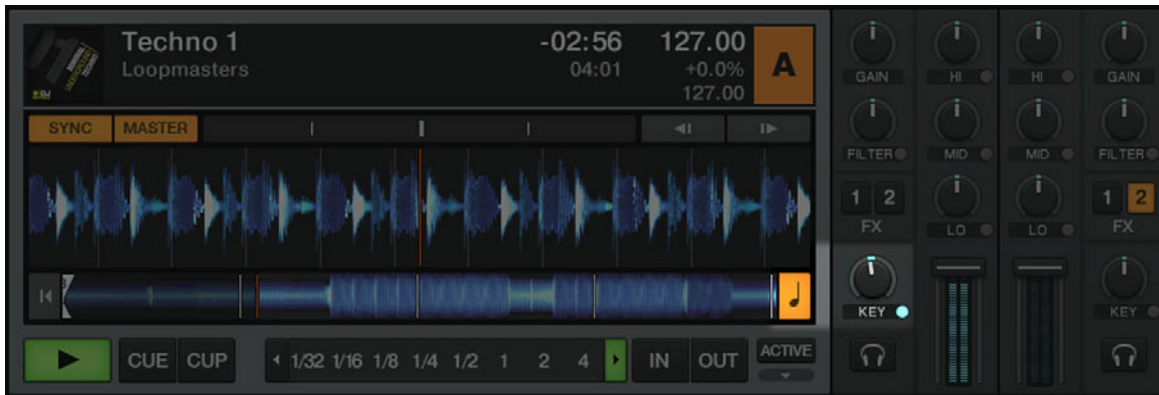 Techno 1
-02:56
127.00
A
Loopmasters
04:01
+0.0%
127.00
SYNC
MASTER
GAIN
HI
HI
GAIN
FILTER
MID
MID
FILTER
1 2
1 2
FX
LO
LO
FX
KEY
KEY
CUE
CUP
1/32 1/16 1/8 1/4 1/2 1 2 4
IN
OUT
ACTIVE